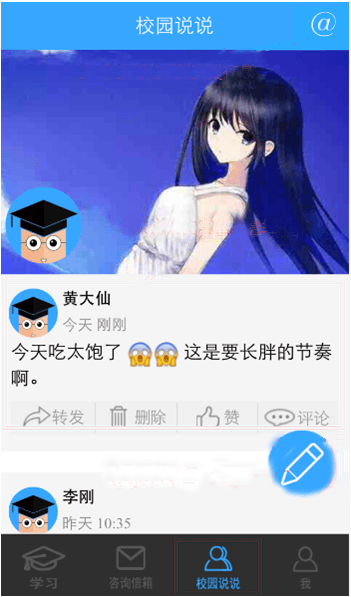 校园说说 @
黄大仙
今天 刚刚
今天吃太饱了 😱😱 这是要长胖的节奏
啊。
转发 删除 赞 评论
李刚
昨天 10:35
学习 咨询信箱 校园说说 我